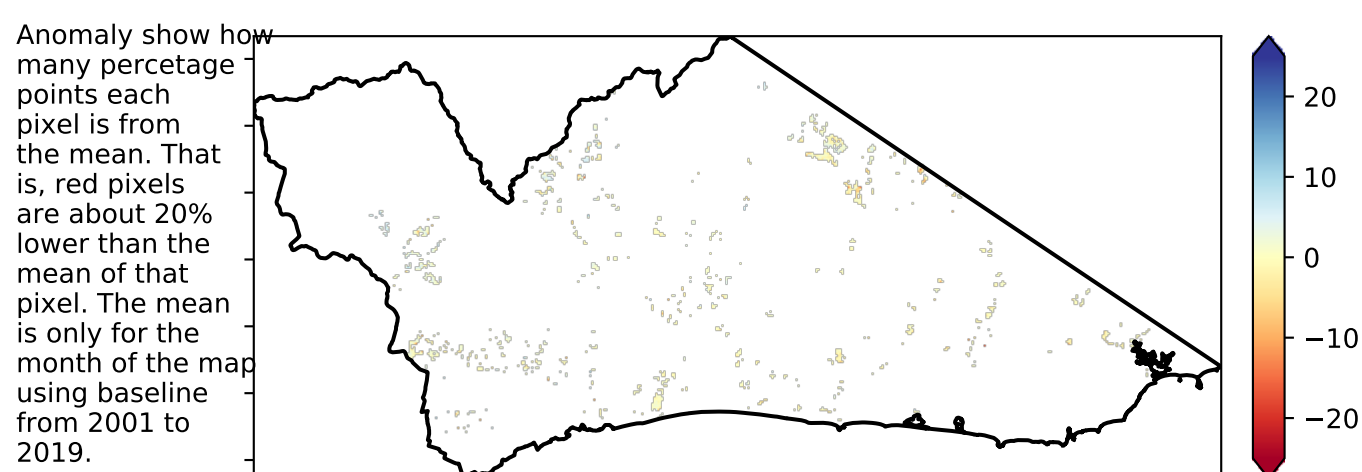 Anomaly show how
many percetage
points each
pixel is from
the mean. That
is, red pixels
are about 20%
lower than the
mean of that
pixel. The mean
is only for the
month of the map
using baseline
from 2001 to
2019.
20
10
0
−10
−20